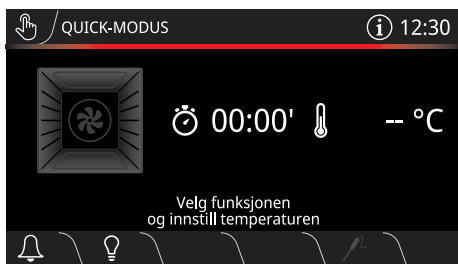 QUICK-MODUS
i 12:30
00:00' -- °C
Velg funksjonen
og innstill temperaturen